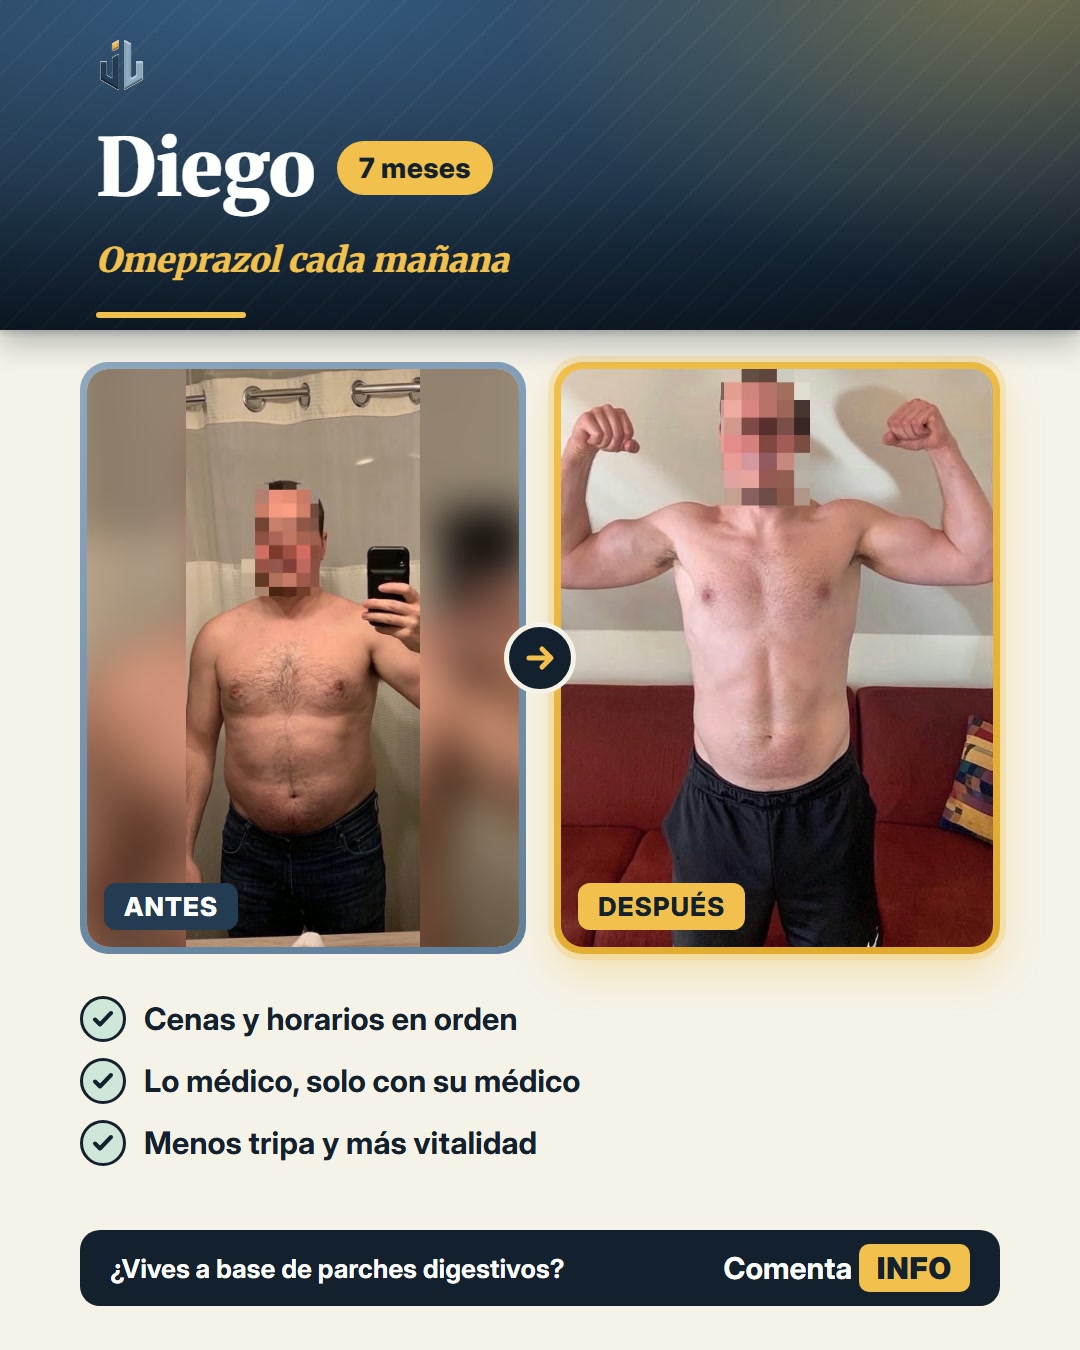 Diego
7 meses
Omeprazol cada mañana
ANTES
DESPUÉS
Cenas y horarios en orden
Lo médico, solo con su médico
Menos tripa y más vitalidad
¿Vives a base de parches digestivos?
Comenta INFO